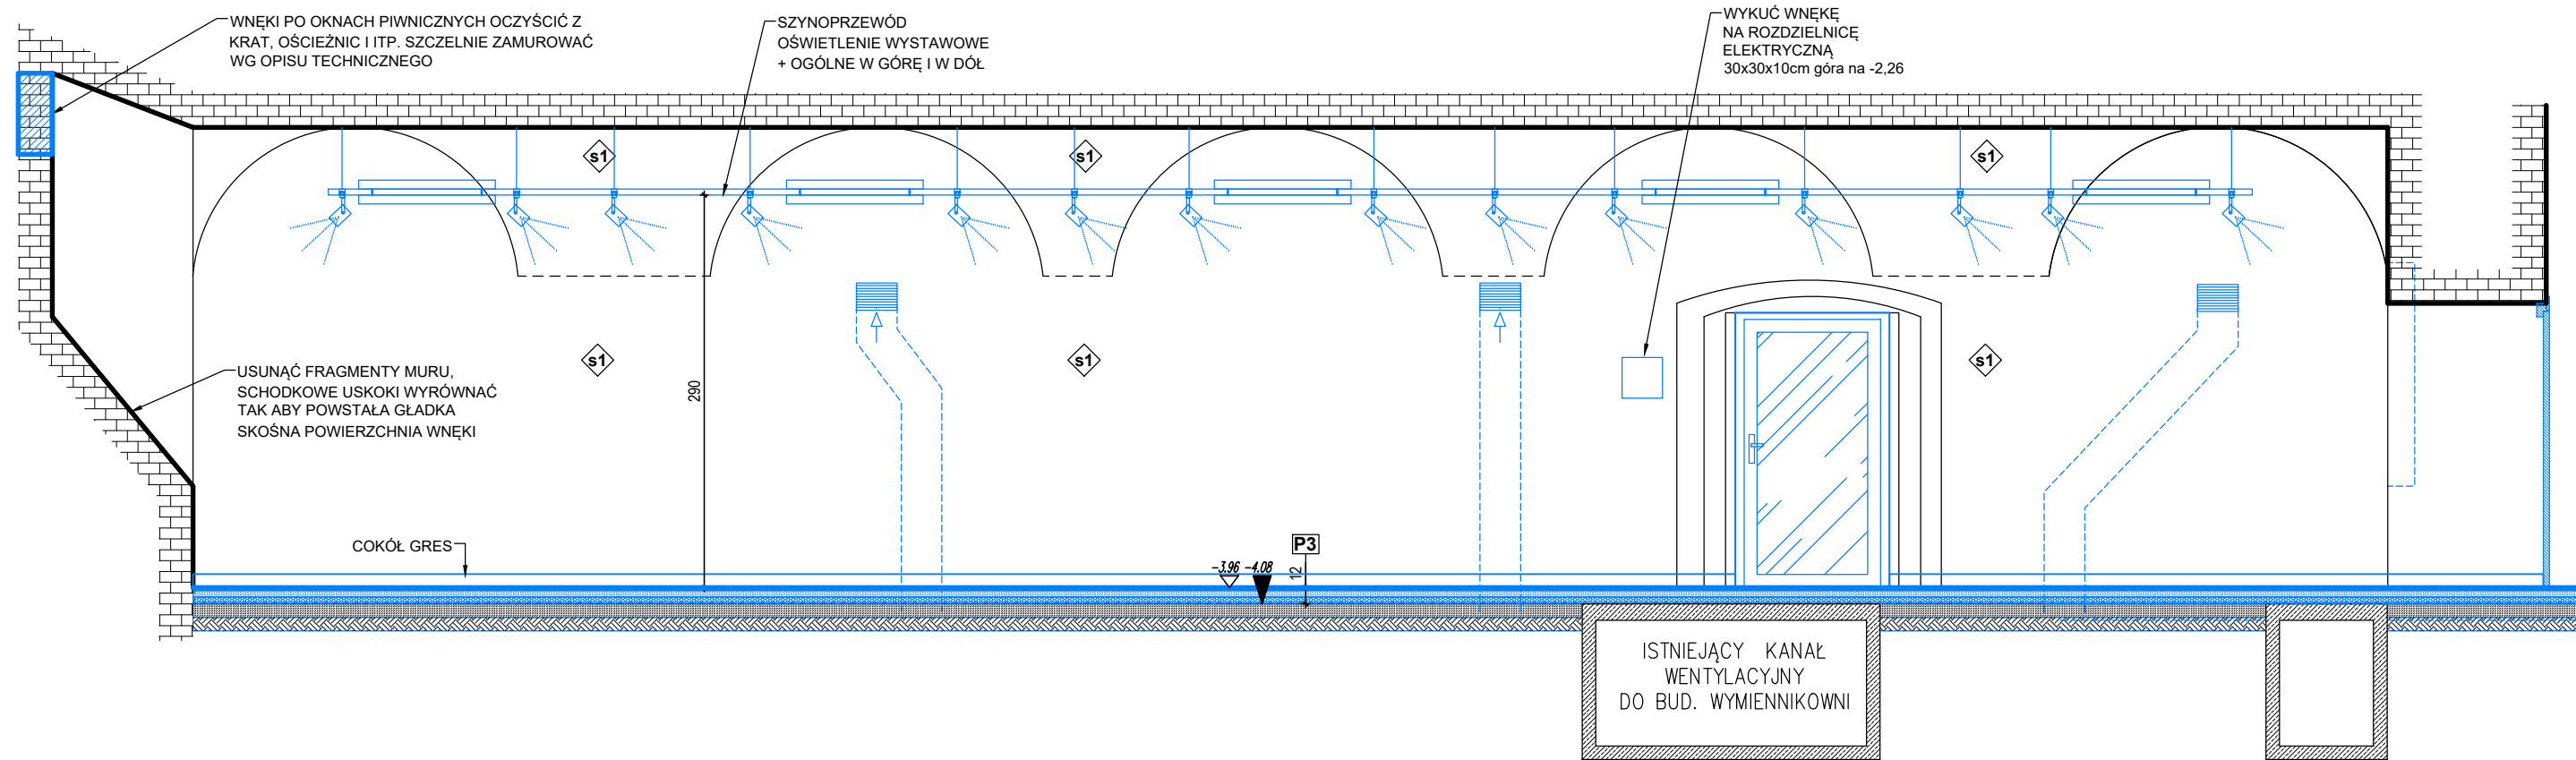 WNĘKI PO OKNACH PIWNICZNYCH OCZYŚCIĆ Z
KRAT, OŚCIEŻNIC I ITP. SZCZELNIE ZAMUROWAĆ
WG OPISU TECHNICZNEGO
SZYNOPRZEWÓD
OŚWIETLENIE WYSTAWOWE
+ OGÓLNE W GÓRĘ I W DÓŁ
WYKUĆ WNĘKĘ
NA ROZDZIELNICĘ
ELEKTRYCZNĄ
30x30x10cm góra na -2,26
s1
s1
s1
s1
s1
s1
USUNĄĆ FRAGMENTY MURU,
SCHODKOWE USKOKI WYRÓWNAĆ
TAK ABY POWSTAŁA GŁADKA
SKOŚNA POWIERZCHNIA WNĘKI
290
COKÓŁ GRES
P3
-3.96 -4.08
12
ISTNIEJĄCY KANAŁ
WENTYLACYJNY
DO BUD. WYMIENNIKOWNI